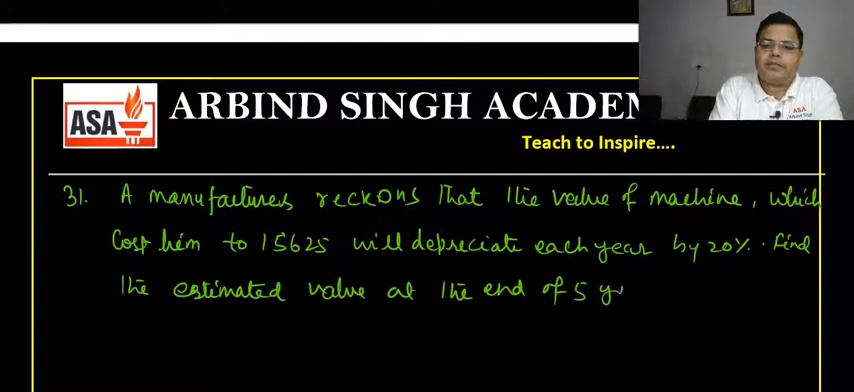 ASA
ARBIND SINGH ACADEM
Teach to Inspire....
ASA
31. A manufacturers reckons that the value of machine, which
cost him to 15625 will depreciate each year by 20%. Find
the estimated value at the end of 5 y